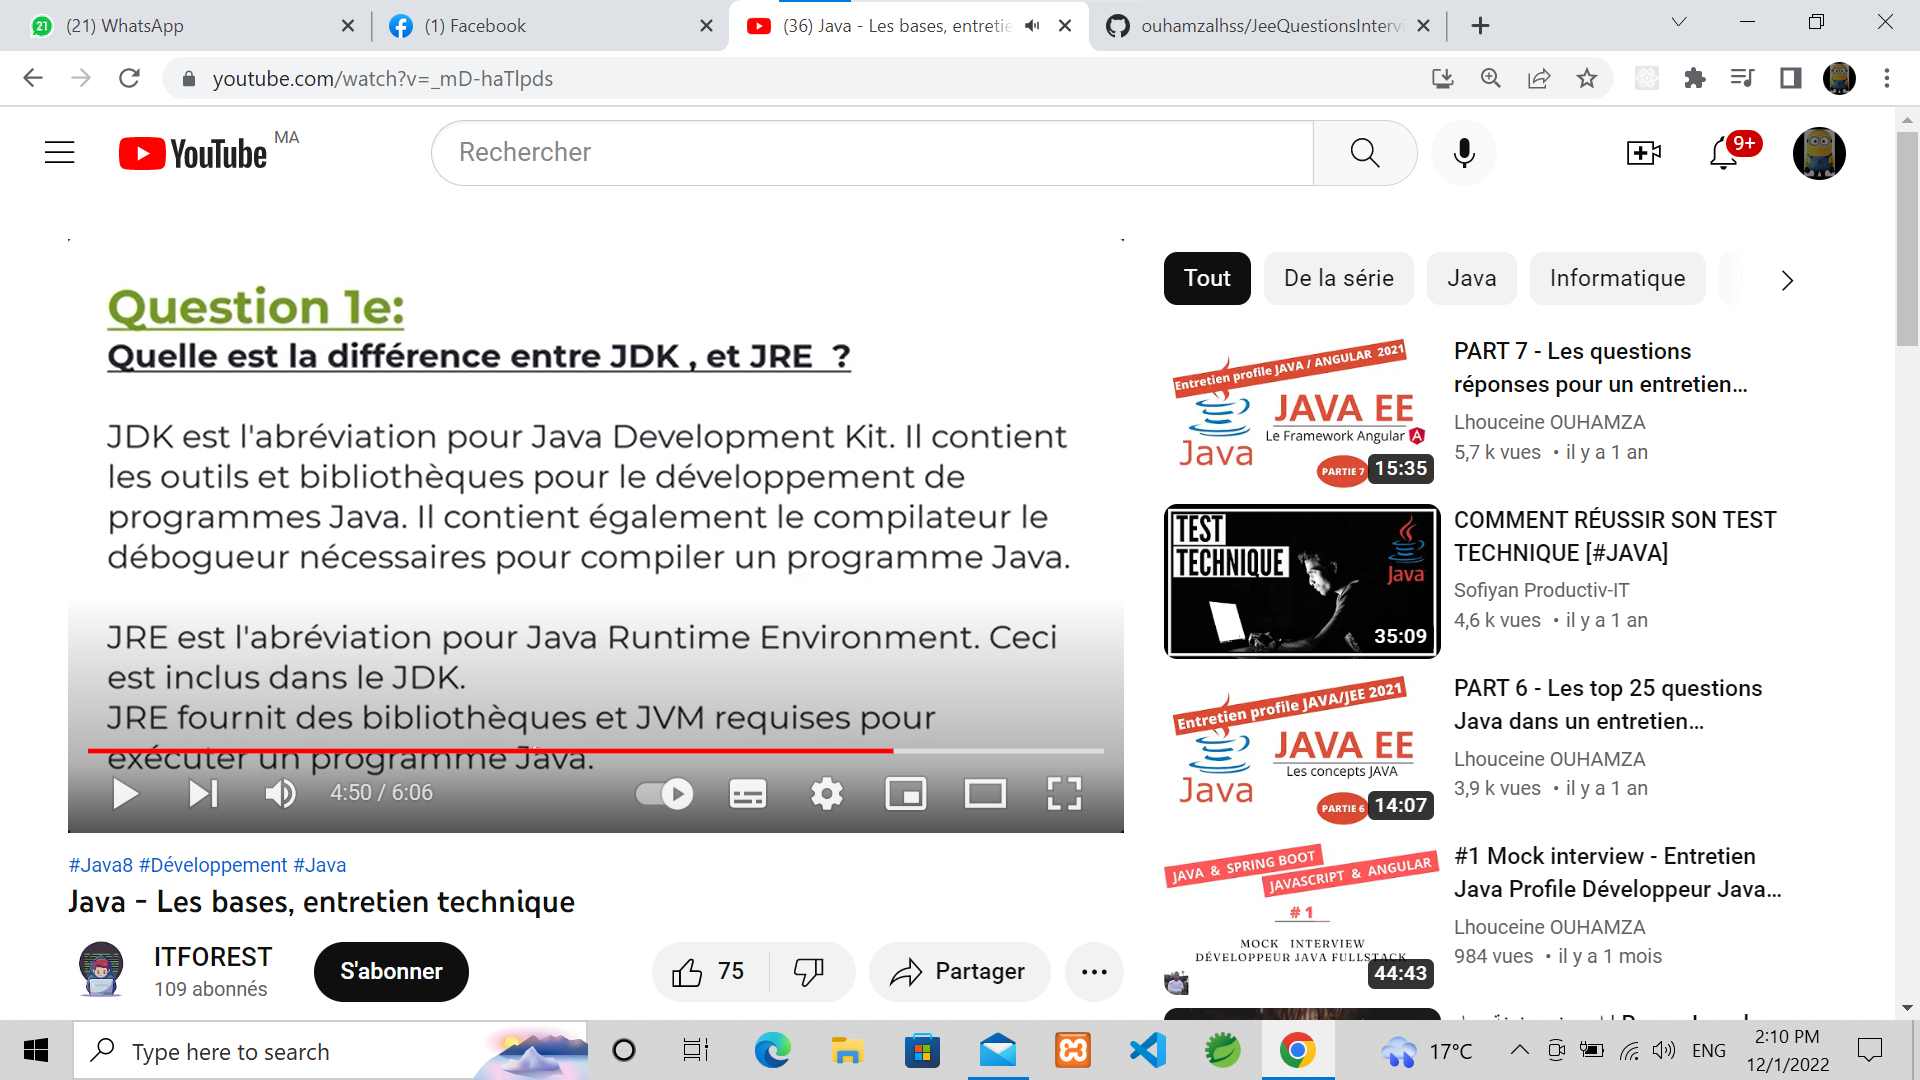 21
(21) WhatsApp
(1) Facebook
(36) Java - Les bases, entretie
ouhamzalhss/JeeQuestionsIntervi
youtube.com/watch?v=_mD-haTlpds
YouTube MA
Rechercher
9+
Question 1e:
Quelle est la différence entre JDK , et JRE ?
JDK est l'abréviation pour Java Development Kit. Il contient
les outils et bibliothèques pour le développement de
programmes Java. Il contient également le compilateur le
débogueur nécessaires pour compiler un programme Java.
JRE est l'abréviation pour Java Runtime Environment. Ceci
est inclus dans le JDK.
JRE fournit des bibliothèques et JVM requises pour
exécuter un programme Java.
4:50 / 6:06
#Java8 #Développement #Java
Java - Les bases, entretien technique
ITFOREST
109 abonnés
S'abonner
75
Partager
Tout
De la série
Java
Informatique
Entretien profile JAVA / ANGULAR 2021
JAVA EE
Le Framework Angular A
Java
PARTIE 7
15:35
PART 7 - Les questions
réponses pour un entretien...
Lhouceine OUHAMZA
5,7 k vues • il y a 1 an
TEST
TECHNIQUE
Java
35:09
COMMENT RÉUSSIR SON TEST
TECHNIQUE [#JAVA]
Sofiyan Productiv-IT
4,6 k vues • il y a 1 an
Entretien profile JAVA/JEE 2021
JAVA EE
Les concepts JAVA
Java
PARTIE 6
14:07
PART 6 - Les top 25 questions
Java dans un entretien...
Lhouceine OUHAMZA
3,9 k vues • il y a 1 an
JAVA & SPRING BOOT
JAVASCRIPT & ANGULAR
# 1
MOCK INTERVIEW
DÉVELOPPEUR JAVA FULLSTACK
44:43
#1 Mock interview - Entretien
Java Profile Développeur Java...
Lhouceine OUHAMZA
984 vues • il y a 1 mois
Type here to search
17°C
ENG
2:10 PM
12/1/2022